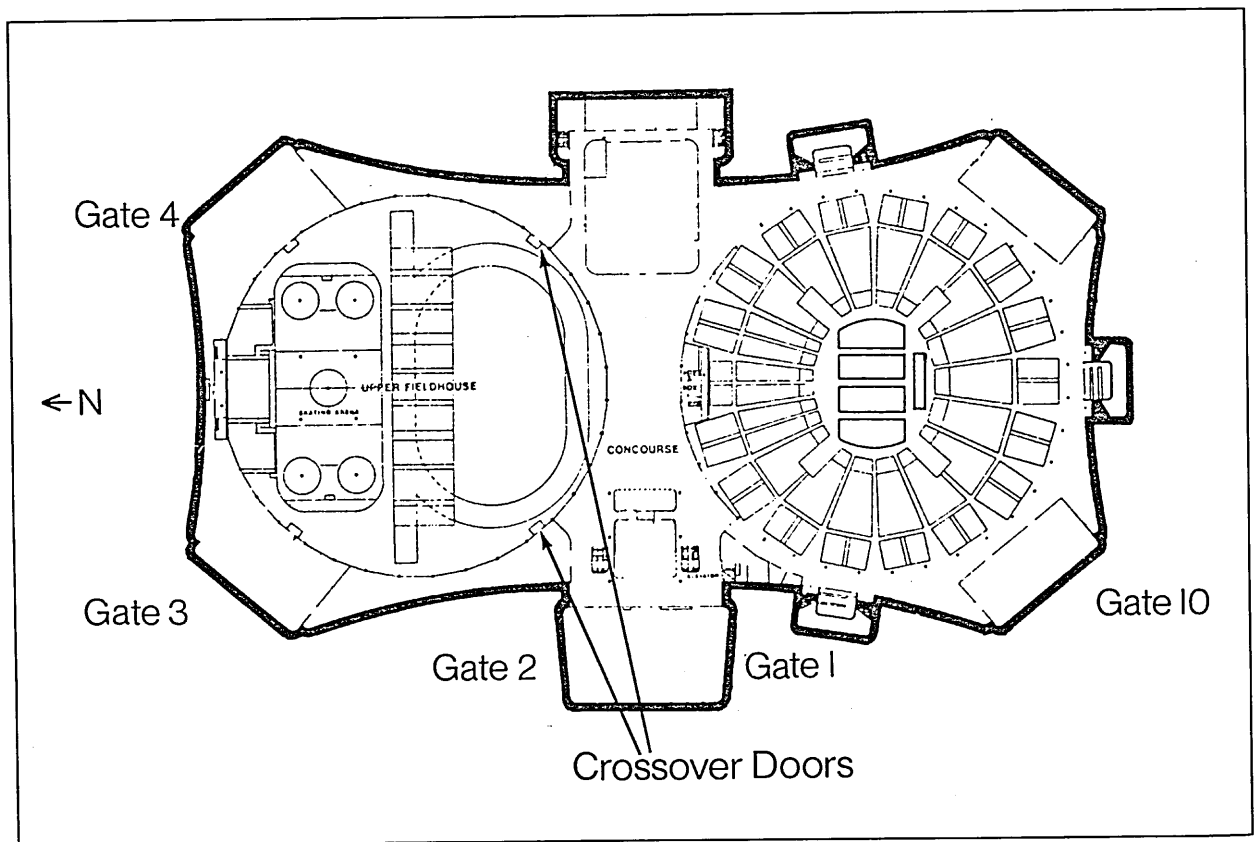 Gate 4
← N
UPPER FIELDHOUSE
SKATING ARENA
CONCOURSE
Gate 3
Gate 10
Gate 2
Gate 1
Crossover Doors